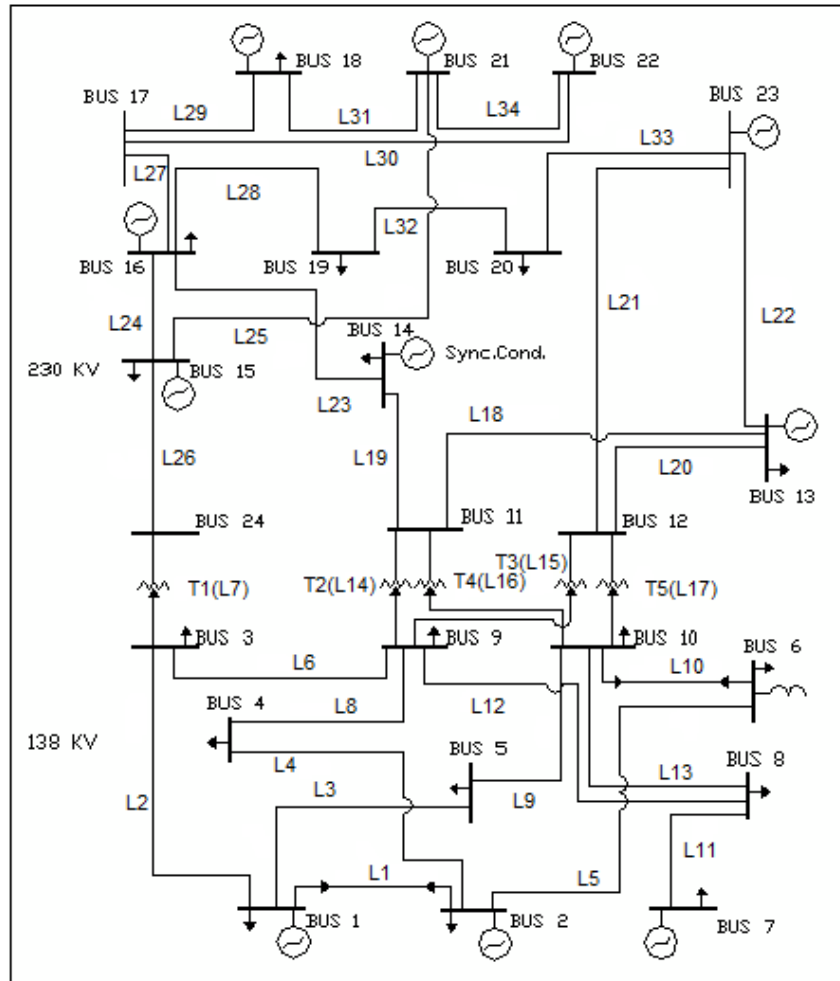 BUS 18
BUS 21
BUS 22
BUS 17
BUS 23
L29
L31
L34
L33
L30
L27
L28
L32
BUS 16
BUS 19
BUS 20
L21
L22
L24
L25
BUS 14
Sync.Cond.
230 KV
BUS 15
L23
L18
L26
L19
L20
BUS 13
BUS 24
BUS 11
BUS 12
T3(L15)
T1(L7)
T2(L14)
T4(L16)
T5(L17)
BUS 3
BUS 9
BUS 10
BUS 6
L6
L10
BUS 4
L8
L12
138 KV
BUS 5
BUS 8
L4
L13
L2
L3
L9
L11
L1
L5
BUS 1
BUS 2
BUS 7